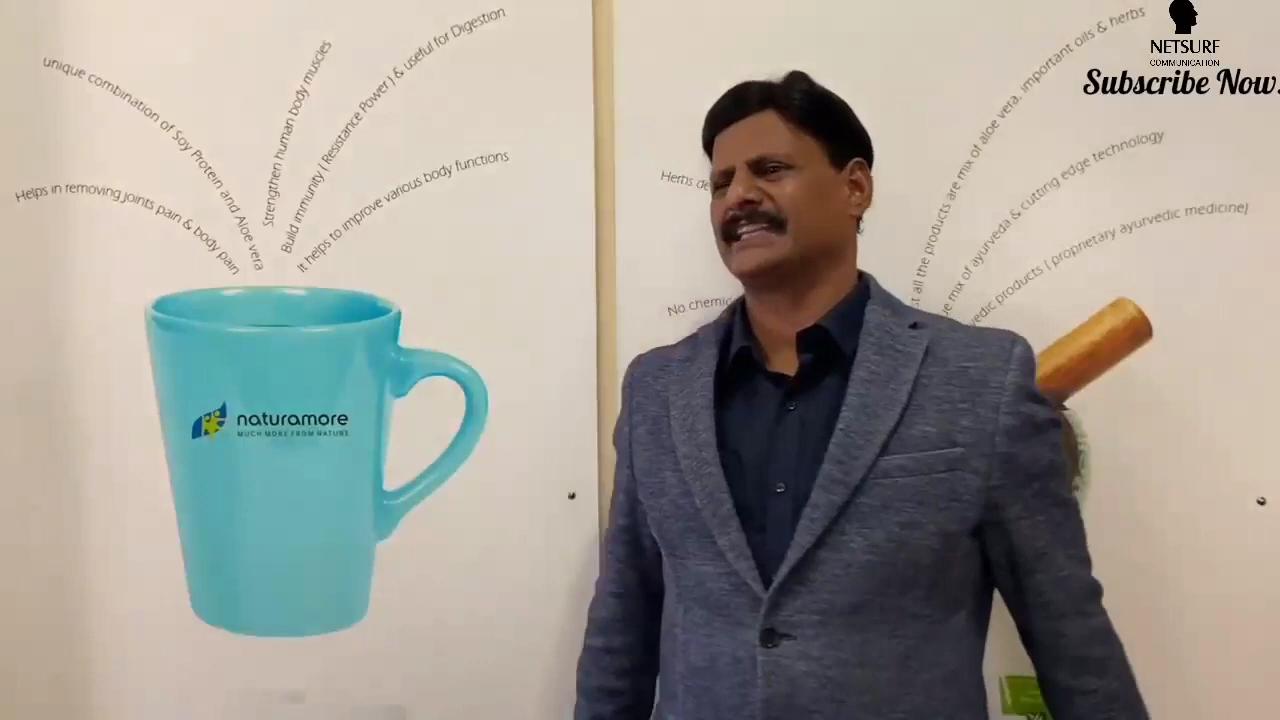 unique combination of Soy Protein and Aloe vera
Helps in removing joints pain & body pain
Strengthen human body muscles
Build immunity ( Resistance Power ) & useful for Digestion
It helps to improve various body functions
naturamore
MUCH MORE FROM NATURE
Herbs
No
all the products are mix of aloe vera, important oils & herbs
mix of ayurveda & cutting edge technology
products ( proprietary ayurvedic medicine)
NETSURF
COMMUNICATION
Subscribe Now